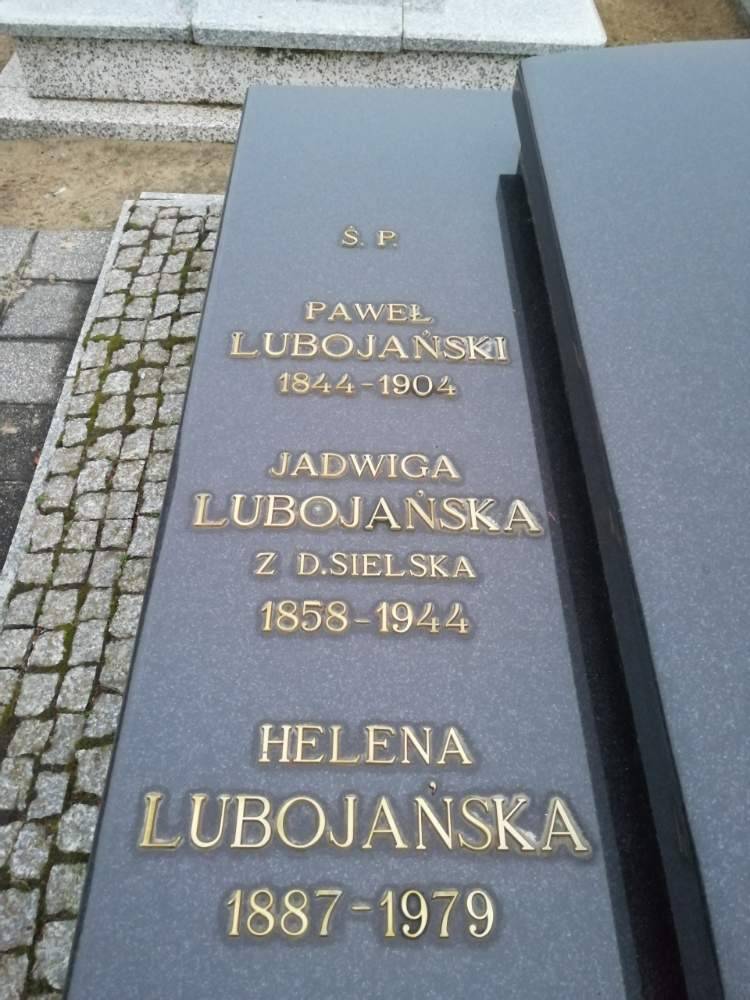 Ś. P.
PAWEŁ
LUBOJAŃSKI
1844-1904
JADWIGA
LUBOJAŃSKA
Z D.SIELSKA
1858-1944
HELENA
LUBOJAŃSKA
1887-1979